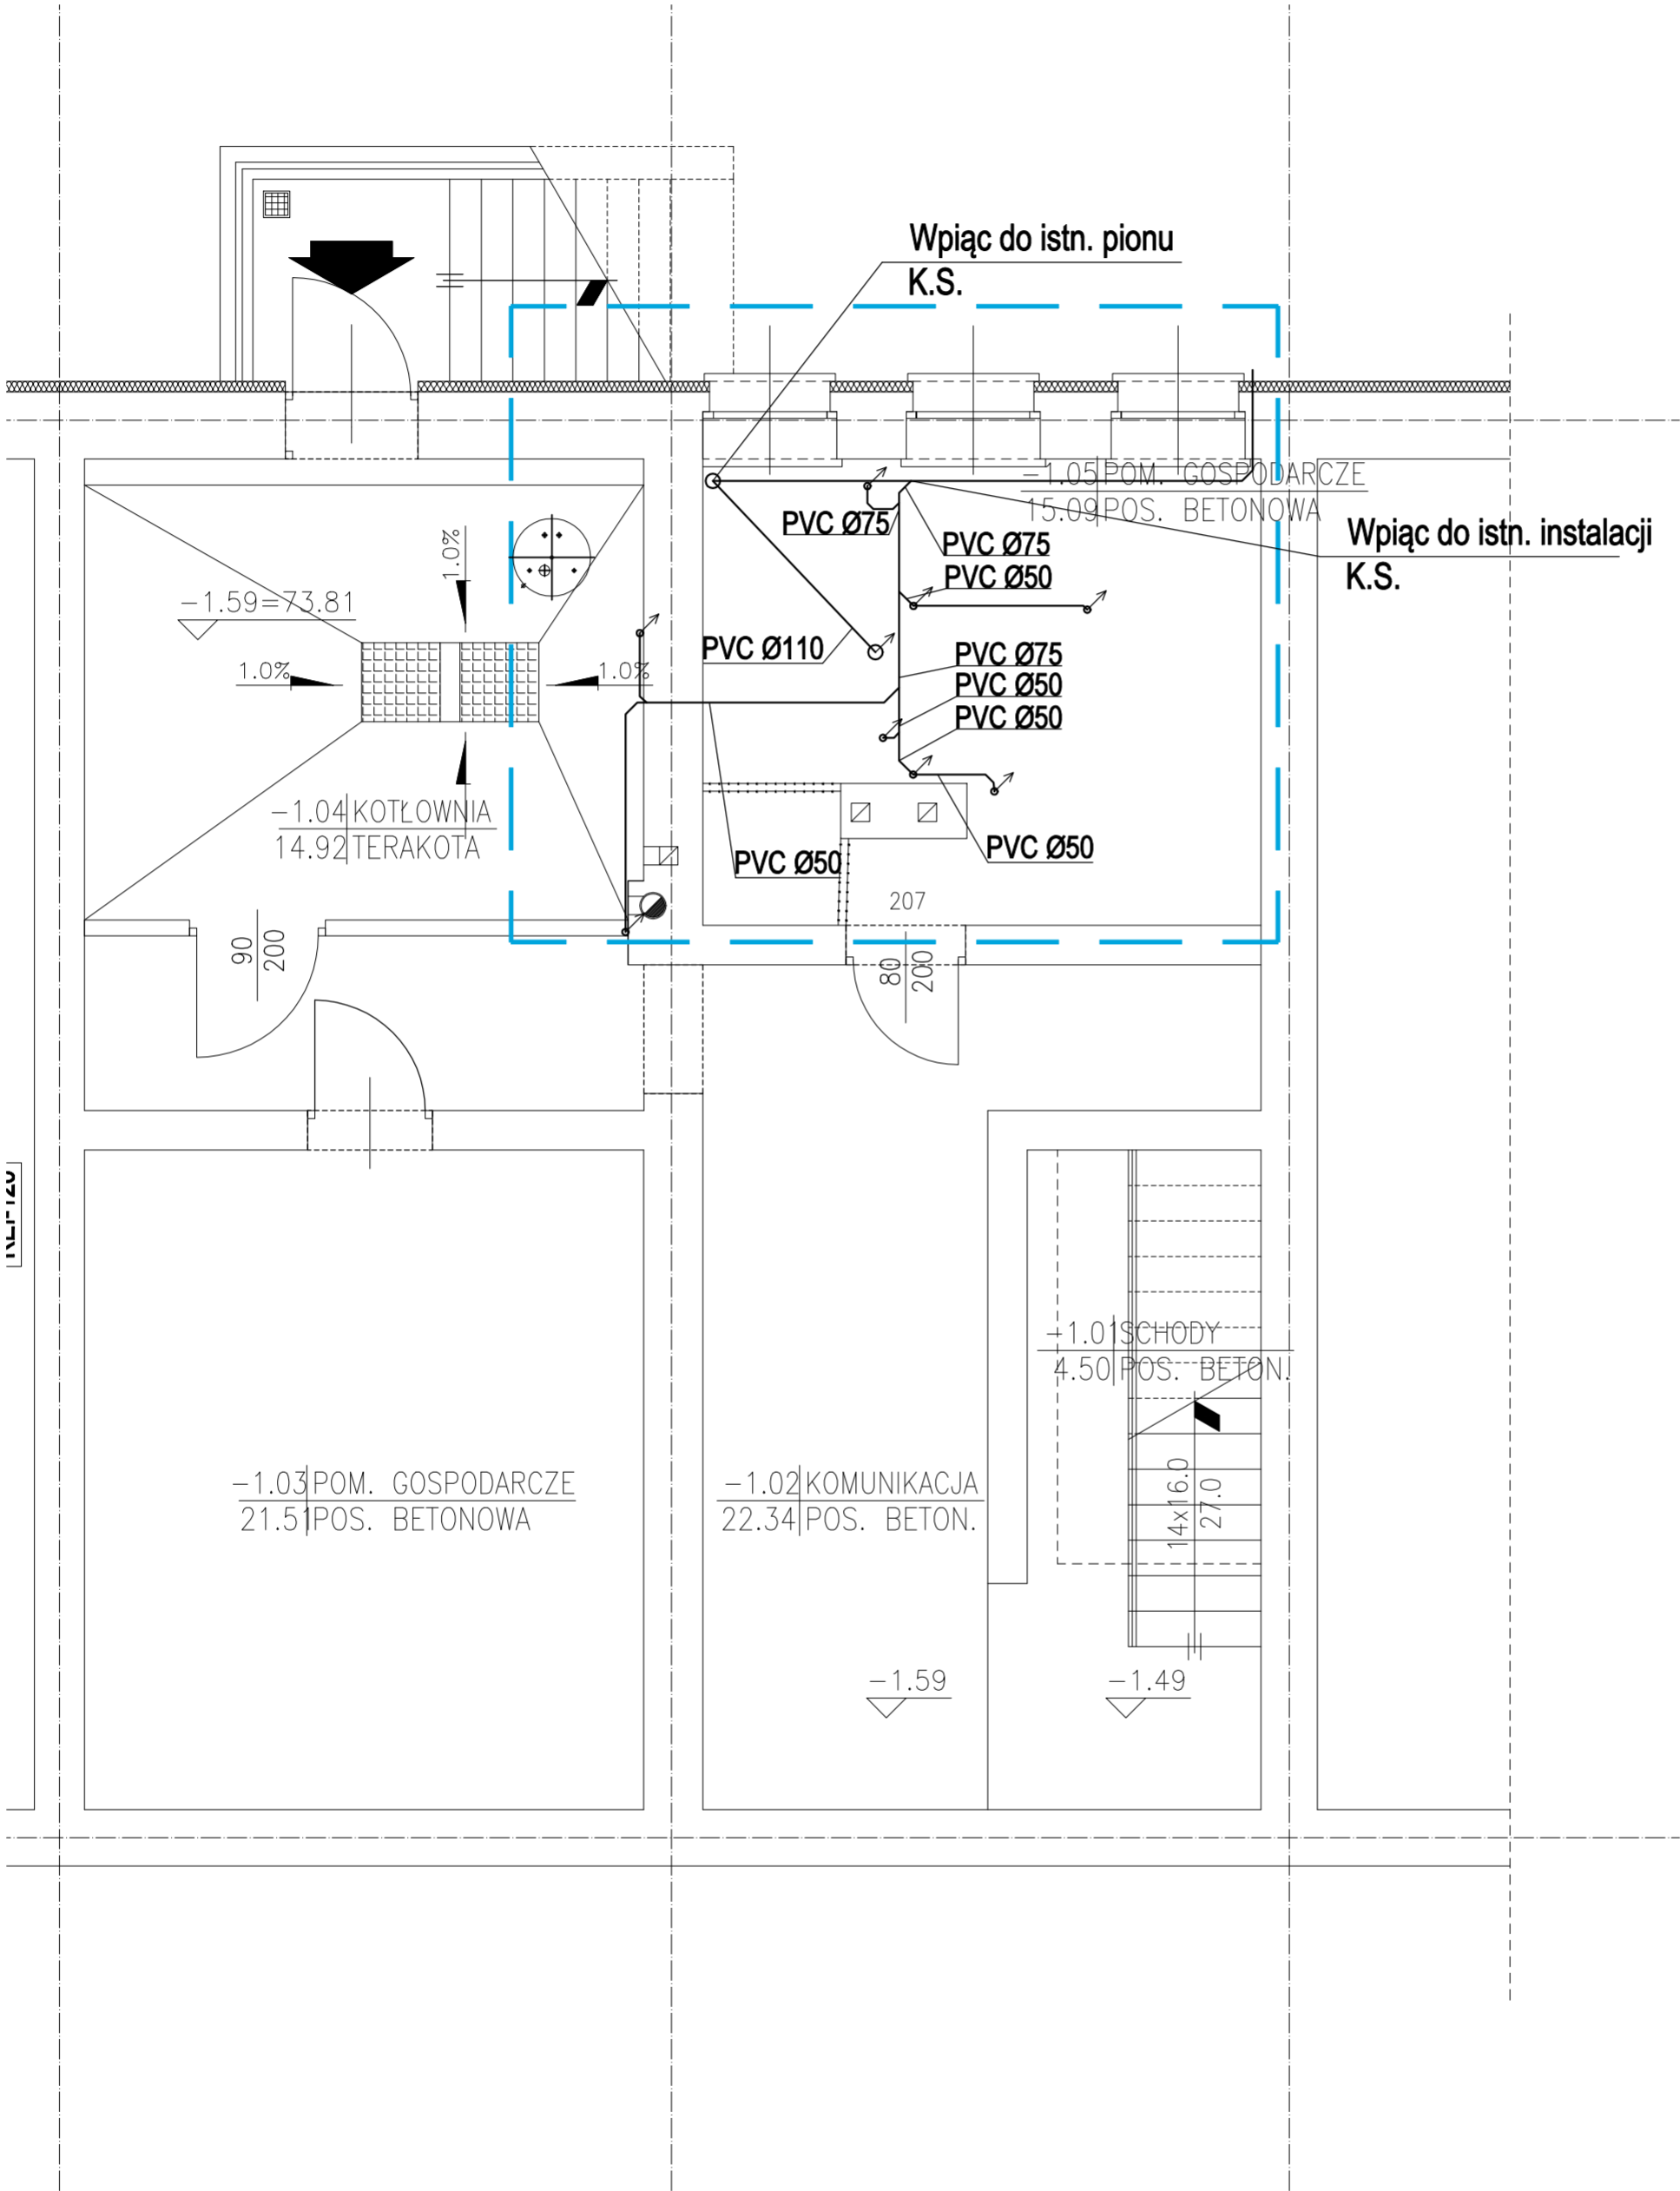 Wpiąc do istn. pionu
K.S.
-1.05 POM. GOSPODARCZE
15.09 POS. BETONOWA
PVC Ø75
Wpiąc do istn. instalacji
K.S.
PVC Ø75
PVC Ø50
1.0%
-1.59=73.81
PVC Ø110
PVC Ø75
1.0%
1.0%
PVC Ø50
PVC Ø50
-1.04 KOTŁOWNIA
14.92 TERAKOTA
PVC Ø50
PVC Ø50
207
90
200
80
200
-1.01 SCHODY
4.50 POS. BETON.
-1.03 POM. GOSPODARCZE
21.51 POS. BETONOWA
-1.02 KOMUNIKACJA
22.34 POS. BETON.
14x16.0
27.0
-1.59
-1.49